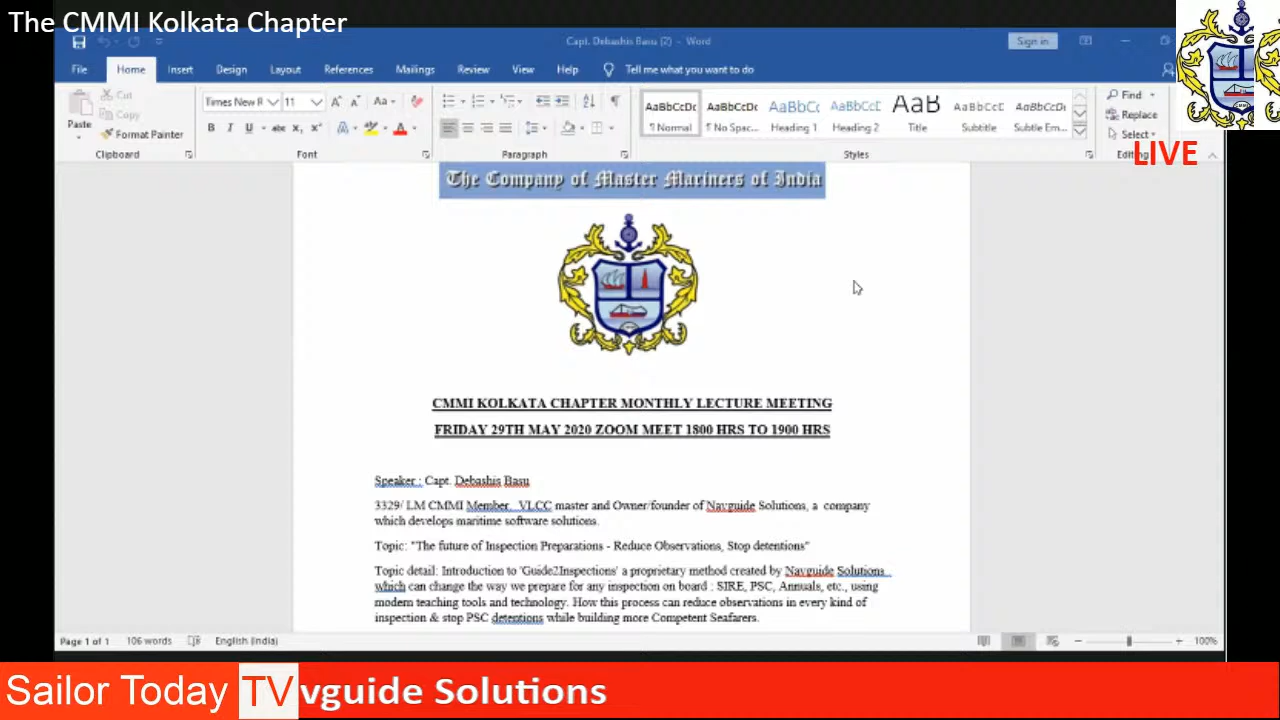 The CMMI Kolkata Chapter
Capt. Debashis Basu (2) - Word
Sign in
File Home Insert Design Layout References Mailings Review View Help Tell me what you want to do
Cut
Copy
Paste
Format Painter
Times New R 11 Aa
B I U abc x, x' A
AaBbCcDc AaBbCcDc AaBbCc AaBbCcD AaB AaBbCcD AaBbCcDc
¶ Normal ¶ No Spac... Heading 1 Heading 2 Title Subtitle Subtle Em...
Find
Replace
Select
Clipboard Font Paragraph Styles Editing
LIVE
The Company of Master Mariners of India
CMMI KOLKATA CHAPTER MONTHLY LECTURE MEETING
FRIDAY 29TH MAY 2020 ZOOM MEET 1800 HRS TO 1900 HRS
Speaker : Capt. Debashis Basu
3329/ LM CMMI Member, VLCC master and Owner/founder of Navguide Solutions, a company
which develops maritime software solutions.
Topic: "The future of Inspection Preparations - Reduce Observations, Stop detentions"
Topic detail: Introduction to 'Guide2Inspections' a proprietary method created by Navguide Solutions
which can change the way we prepare for any inspection on board : SIRE, PSC, Annuals, etc., using
modern teaching tools and technology. How this process can reduce observations in every kind of
inspection & stop PSC detentions while building more Competent Seafarers.
Page 1 of 1 106 words English (India) 100%
Sailor Today TV vguide Solutions